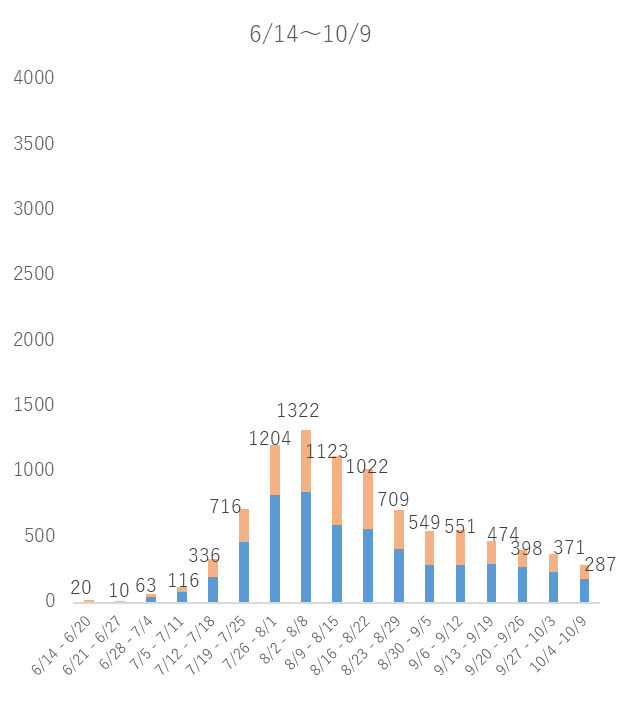 6/14～10/9
4000
3500
3000
2500
2000
1500
1000
500
0
20
10
63
116
336
716
1204
1322
1123
1022
709
549
551
474
398
371
287
6/14 - 6/20
6/21 - 6/27
6/28 - 7/4
7/5 - 7/11
7/12 - 7/18
7/19 - 7/25
7/26 - 8/1
8/2 - 8/8
8/9 - 8/15
8/16 - 8/22
8/23 - 8/29
8/30 - 9/5
9/6 - 9/12
9/13 - 9/19
9/20 - 9/26
9/27 - 10/3
10/4 -10/9